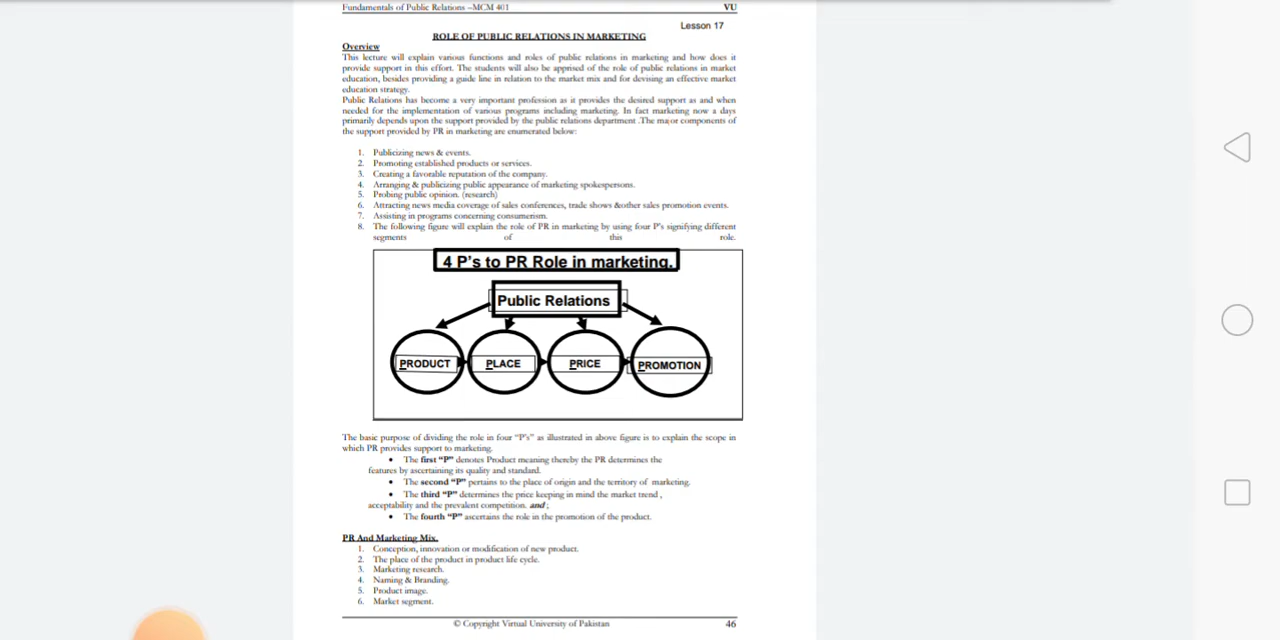 Fundamentals of Public Relations –MCM 401 VU
Lesson 17
ROLE OF PUBLIC RELATIONS IN MARKETING
Overview
This lecture will explain various functions and roles of public relations in marketing and how does it
provide support in this effort. The students will also be apprised of the role of public relations in market
education, besides providing a guide line in relation to the market mix and for devising an effective market
education strategy.
Public Relations has become a very important profession as it provides the desired support as and when
needed for the implementation of various programs including marketing. In fact marketing now a days
primarily depends upon the support provided by the public relations department .The major components of
the support provided by PR in marketing are enumerated below:
1. Publicizing news & events.
2. Promoting established products or services.
3. Creating a favorable reputation of the company.
4. Arranging & publicizing public appearance of marketing spokespersons.
5. Probing public opinion. (research)
6. Attracting news media coverage of sales conferences, trade shows &other sales promotion events.
7. Assisting in programs concerning consumerism.
8. The following figure will explain the role of PR in marketing by using four P's signifying different
segments of this role.
4 P's to PR Role in marketing.
Public Relations
PRODUCT PLACE PRICE PROMOTION
The basic purpose of dividing the role in four “P's” as illustrated in above figure is to explain the scope in
which PR provides support to marketing.
• The first “P” denotes Product meaning thereby the PR determines the
features by ascertaining its quality and standard.
• The second “P” pertains to the place of origin and the territory of marketing.
• The third “P” determines the price keeping in mind the market trend ,
acceptability and the prevalent competition. and ;
• The fourth “P” ascertains the role in the promotion of the product.
PR And Marketing Mix.
1. Conception, innovation or modification of new product.
2. The place of the product in product life cycle.
3. Marketing research.
4. Naming & Branding.
5. Product image.
6. Market segment.
© Copyright Virtual University of Pakistan 46